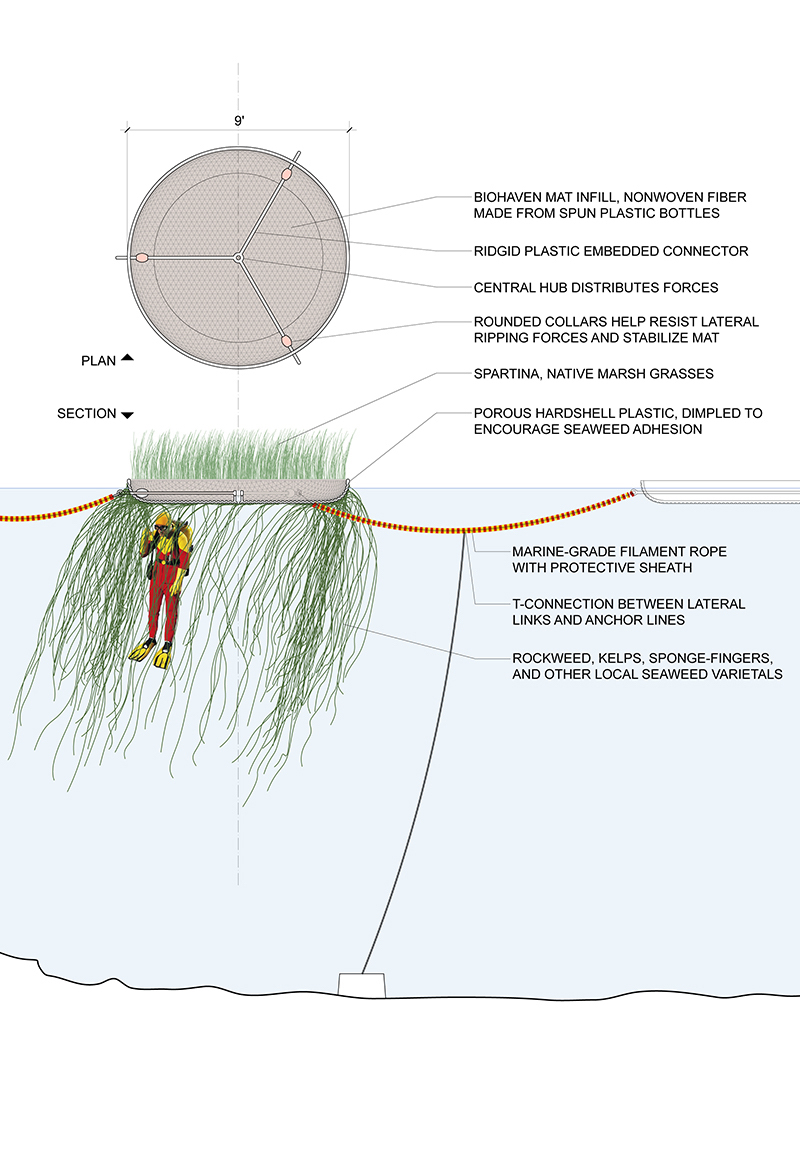 9'
BIOHAVEN MAT INFILL, NONWOVEN FIBER
MADE FROM SPUN PLASTIC BOTTLES
RIDGID PLASTIC EMBEDDED CONNECTOR
CENTRAL HUB DISTRIBUTES FORCES
ROUNDED COLLARS HELP RESIST LATERAL
RIPPING FORCES AND STABILIZE MAT
PLAN
SPARTINA, NATIVE MARSH GRASSES
SECTION
POROUS HARDSHELL PLASTIC, DIMPLED TO
ENCOURAGE SEAWEED ADHESION
MARINE-GRADE FILAMENT ROPE
WITH PROTECTIVE SHEATH
T-CONNECTION BETWEEN LATERAL
LINKS AND ANCHOR LINES
ROCKWEED, KELPS, SPONGE-FINGERS,
AND OTHER LOCAL SEAWEED VARIETALS